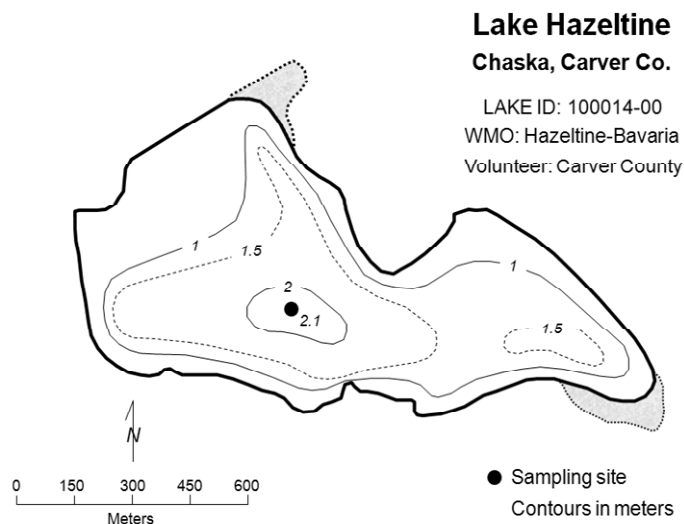 Lake Hazeltine
Chaska, Carver Co.
LAKE ID: 100014-00
WMO: Hazeltine-Bavaria
Volunteer: Carver County
1
1.5
1
2
2.1
1.5
N
0 150 300 450 600
Meters
Sampling site
Contours in meters